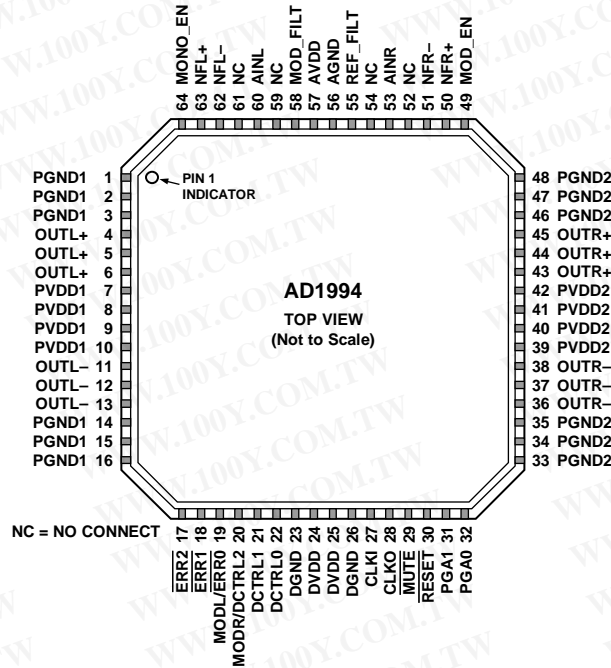 64 MONO_EN
63 NFL+
62 NFL–
61 NC
60 AINL
59 NC
58 MOD_FILT
57 AVDD
56 AGND
55 REF_FILT
54 NC
53 AINR
52 NC
51 NFR–
50 NFR+
49 MOD_EN
PGND1 1
PGND1 2
PGND1 3
OUTL+ 4
OUTL+ 5
OUTL+ 6
PVDD1 7
PVDD1 8
PVDD1 9
PVDD1 10
OUTL– 11
OUTL– 12
OUTL– 13
PGND1 14
PGND1 15
PGND1 16
PIN 1
INDICATOR
AD1994
TOP VIEW
(Not to Scale)
48 PGND2
47 PGND2
46 PGND2
45 OUTR+
44 OUTR+
43 OUTR+
42 PVDD2
41 PVDD2
40 PVDD2
39 PVDD2
38 OUTR–
37 OUTR–
36 OUTR–
35 PGND2
34 PGND2
33 PGND2
NC = NO CONNECT
ERR2 17
ERR1 18
MODL/ERR0 19
MODR/DCTRL2 20
DCTRL1 21
DCTRL0 22
DGND 23
DVDD 24
DVDD 25
DGND 26
CLKI 27
CLKO 28
MUTE 29
RESET 30
PGA1 31
PGA0 32
WWW.100Y.COM.TW